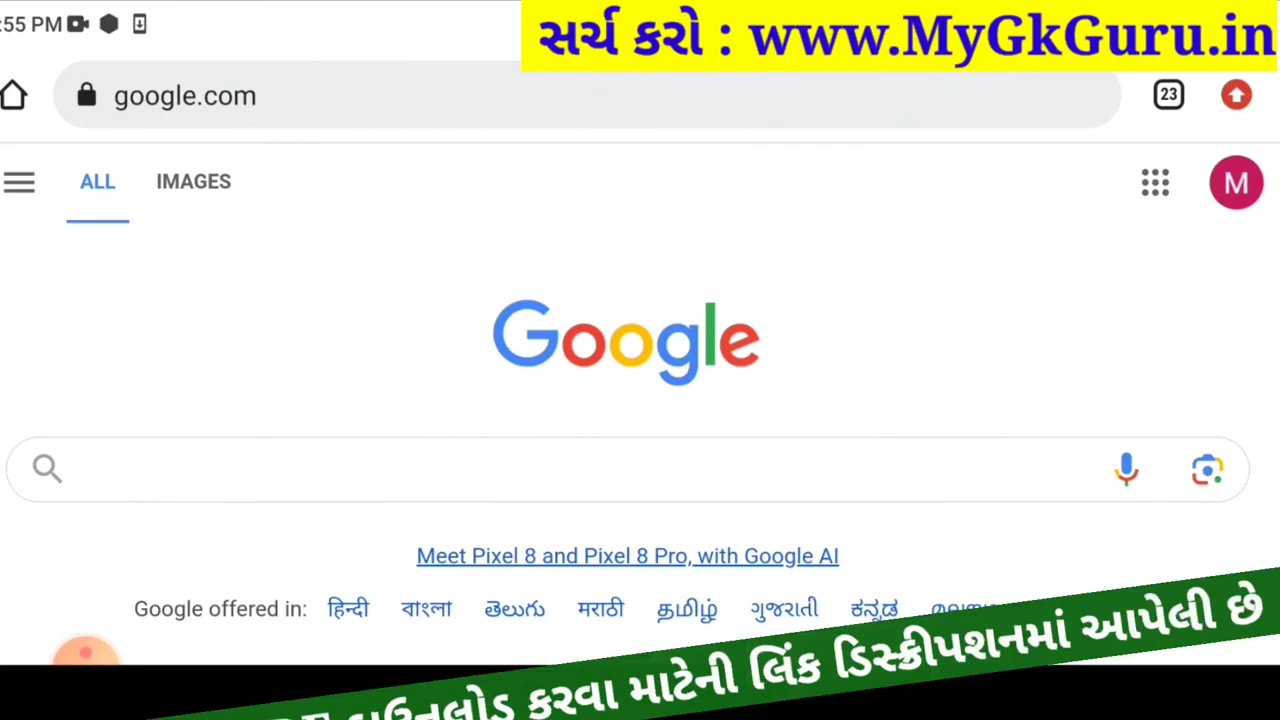 :55 PM
સર્ચ કરો : www.MyGkGuru.in
google.com
23
ALL IMAGES
M
Google
Meet Pixel 8 and Pixel 8 Pro, with Google AI
Google offered in: हिन्दी বাংলা తెలుగు मराठी தமிழ் ગુજરાતી ಕನ್ನಡ
ડાઉનલોડ કરવા માટેની લિંક ડિસ્ક્રીપશનમાં આપેલી છે